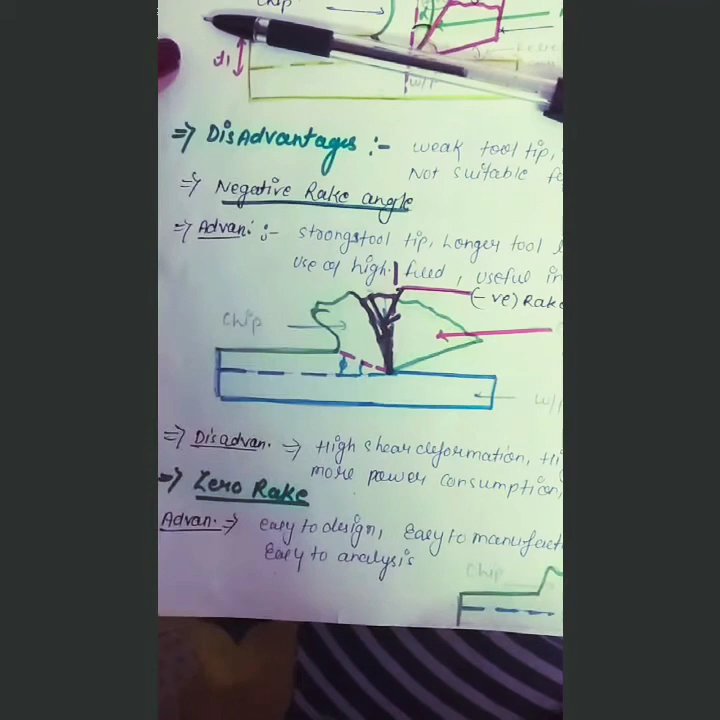 Chip
d1
w/p
⇒ DisAdvantages :- weak tool tip,
Not suitable
⇒ Negative Rake angle
⇒ Advan: :- strongstool tip, Longer tool
use of high feed, useful in
(-ve) Rake
Chip
w/
⇒ Disadvan. ⇒ High shear deformation,
more power consumption,
⇒ Zero Rake
Advan. ⇒ easy to design, Easy to manufact
Easy to analysis
Chip